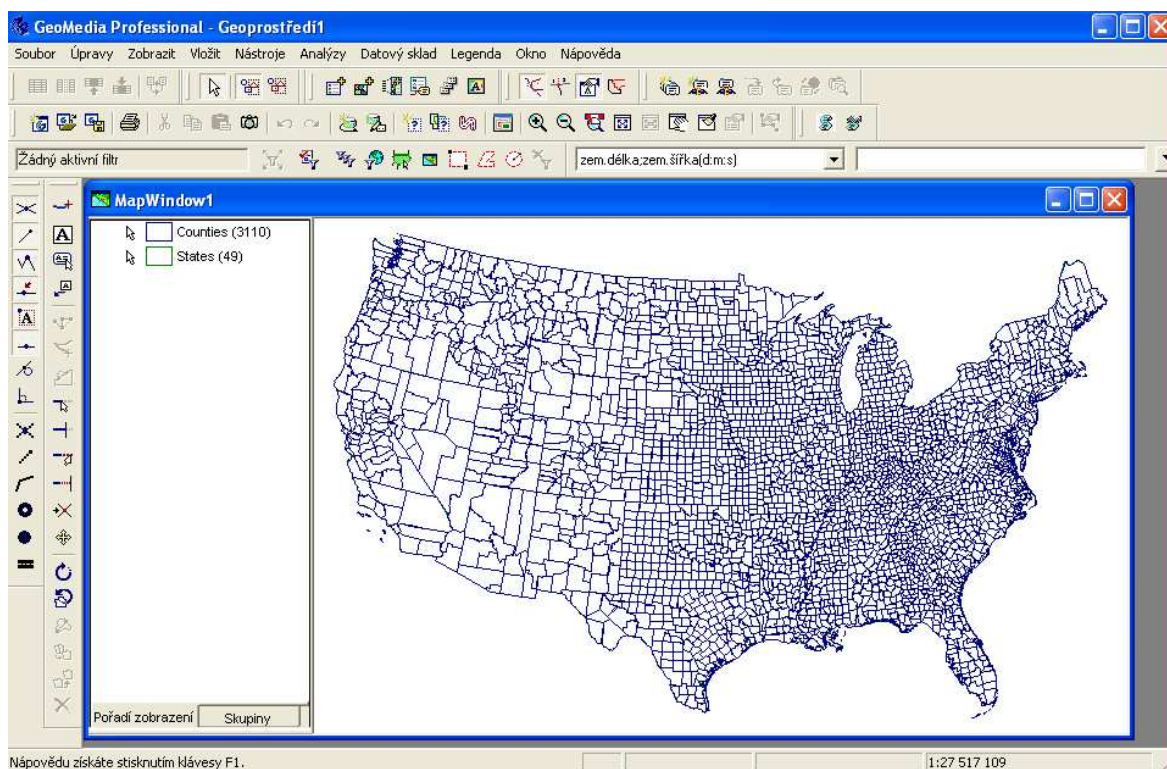 GeoMedia Professional - Geoprostředí1
Soubor Úpravy Zobrazit Vložit Nástroje Analýzy Datový sklad Legenda Okno Nápověda
Žádný aktivní filtr
zem.délka;zem.šířka(d:m:s)
MapWindow1
Counties (3110)
States (49)
Pořadí zobrazení
Skupiny
Nápovědu získáte stisknutím klávesy F1.
1:27 517 109